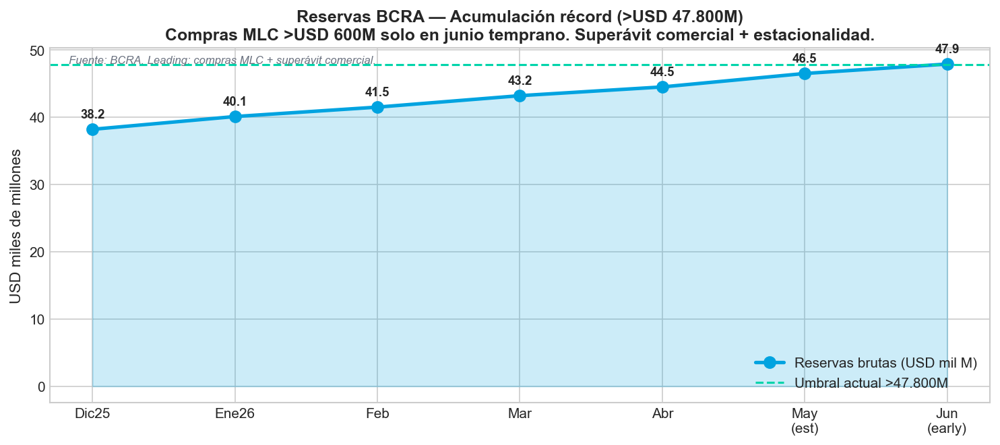 Reservas BCRA — Acumulación récord (>USD 47.800M)
Compras MLC >USD 600M solo en junio temprano. Superávit comercial + estacionalidad.
Fuente: BCRA. Leading: compras MLC + superávit comercial.
USD miles de millones
50
40
30
20
10
0
38.2
40.1
41.5
43.2
44.5
46.5
47.9
Reservas brutas (USD mil M)
Umbral actual >47.800M
Dic25
Ene26
Feb
Mar
Abr
May
(est)
Jun
(early)